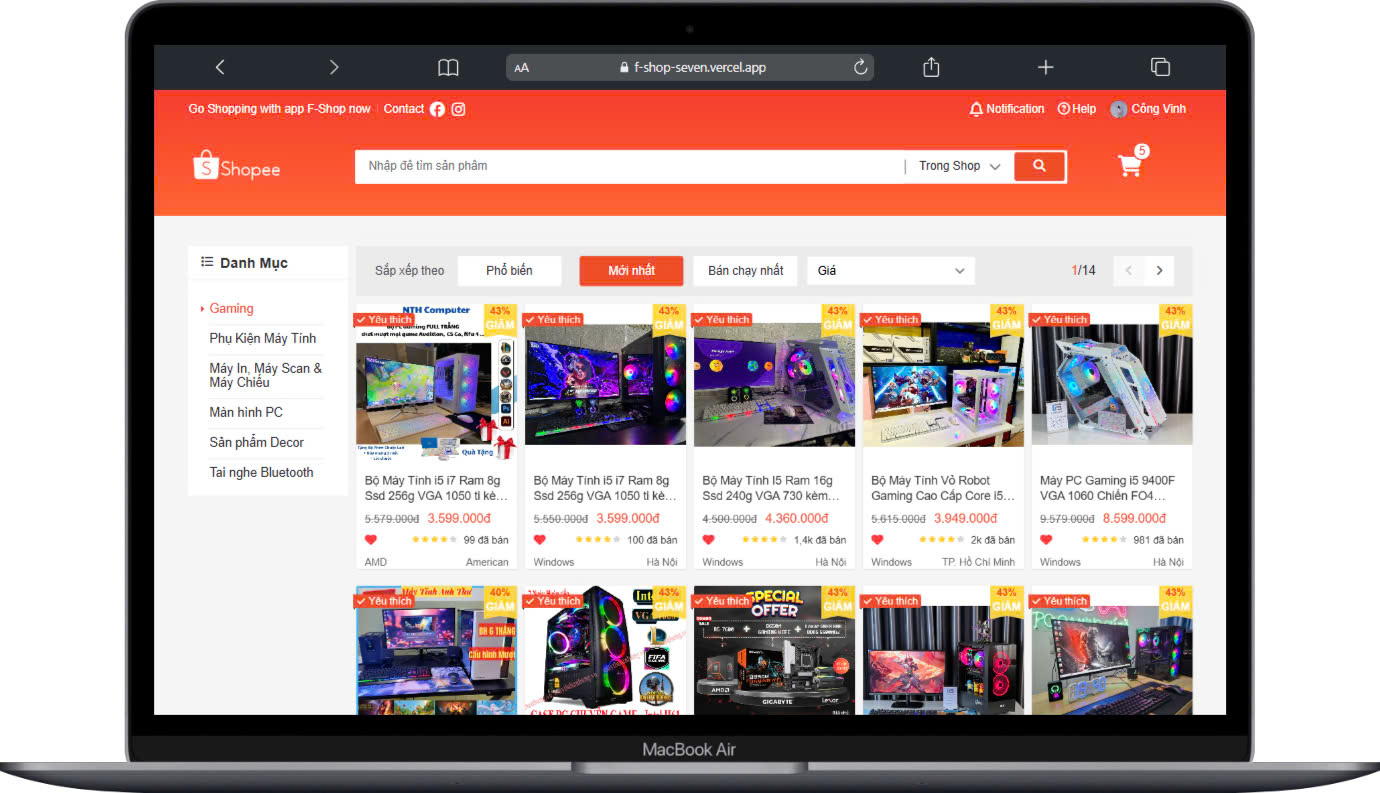 AA
f-shop-seven.vercel.app
Go Shopping with app F-Shop now
Contact
Notification
Help
Công Vinh
S
Shopee
Nhập để tìm sản phẩm
Trong Shop
5
Danh Mục
Gaming
Phụ Kiện Máy Tính
Máy In, Máy Scan &
Máy Chiếu
Màn hình PC
Sản phẩm Decor
Tai nghe Bluetooth
Sắp xếp theo
Phổ biến
Mới nhất
Bán chạy nhất
Giá
1/14
NTH Computer
Yêu thích
43%
GIẢM
Quà Tặng
Bộ Máy Tính i5 i7 Ram 8g
Ssd 256g VGA 1050 ti kè...
5.579.000đ 3.599.000đ
99 đã bán
AMD
American
Yêu thích
43%
GIẢM
Bộ Máy Tính i5 i7 Ram 8g
Ssd 256g VGA 1050 ti kè...
5.550.000đ 3.599.000đ
100 đã bán
Windows
Hà Nội
Yêu thích
43%
GIẢM
Bộ Máy Tính I5 Ram 16g
Ssd 240g VGA 730 kèm...
4.500.000đ 4.360.000đ
1,4k đã bán
Windows
Hà Nội
Yêu thích
43%
GIẢM
Bộ Máy Tính Vỏ Robot
Gaming Cao Cấp Core i5...
5.615.000đ 3.949.000đ
2k đã bán
Windows
TP. Hồ Chí Minh
Yêu thích
43%
GIẢM
Máy PC Gaming i5 9400F
VGA 1060 Chiến FO4...
9.579.000đ 8.599.000đ
981 đã bán
Windows
Hà Nội
Máy Tính Anh Thư
Yêu thích
40%
GIẢM
BH 6 THÁNG
Yêu thích
43%
GIẢM
FIFA
SPECIAL
OFFER
Yêu thích
43%
GIẢM
AMD
GIGABYTE
Yêu thích
43%
GIẢM
Yêu thích
43%
GIẢM
MacBook Air